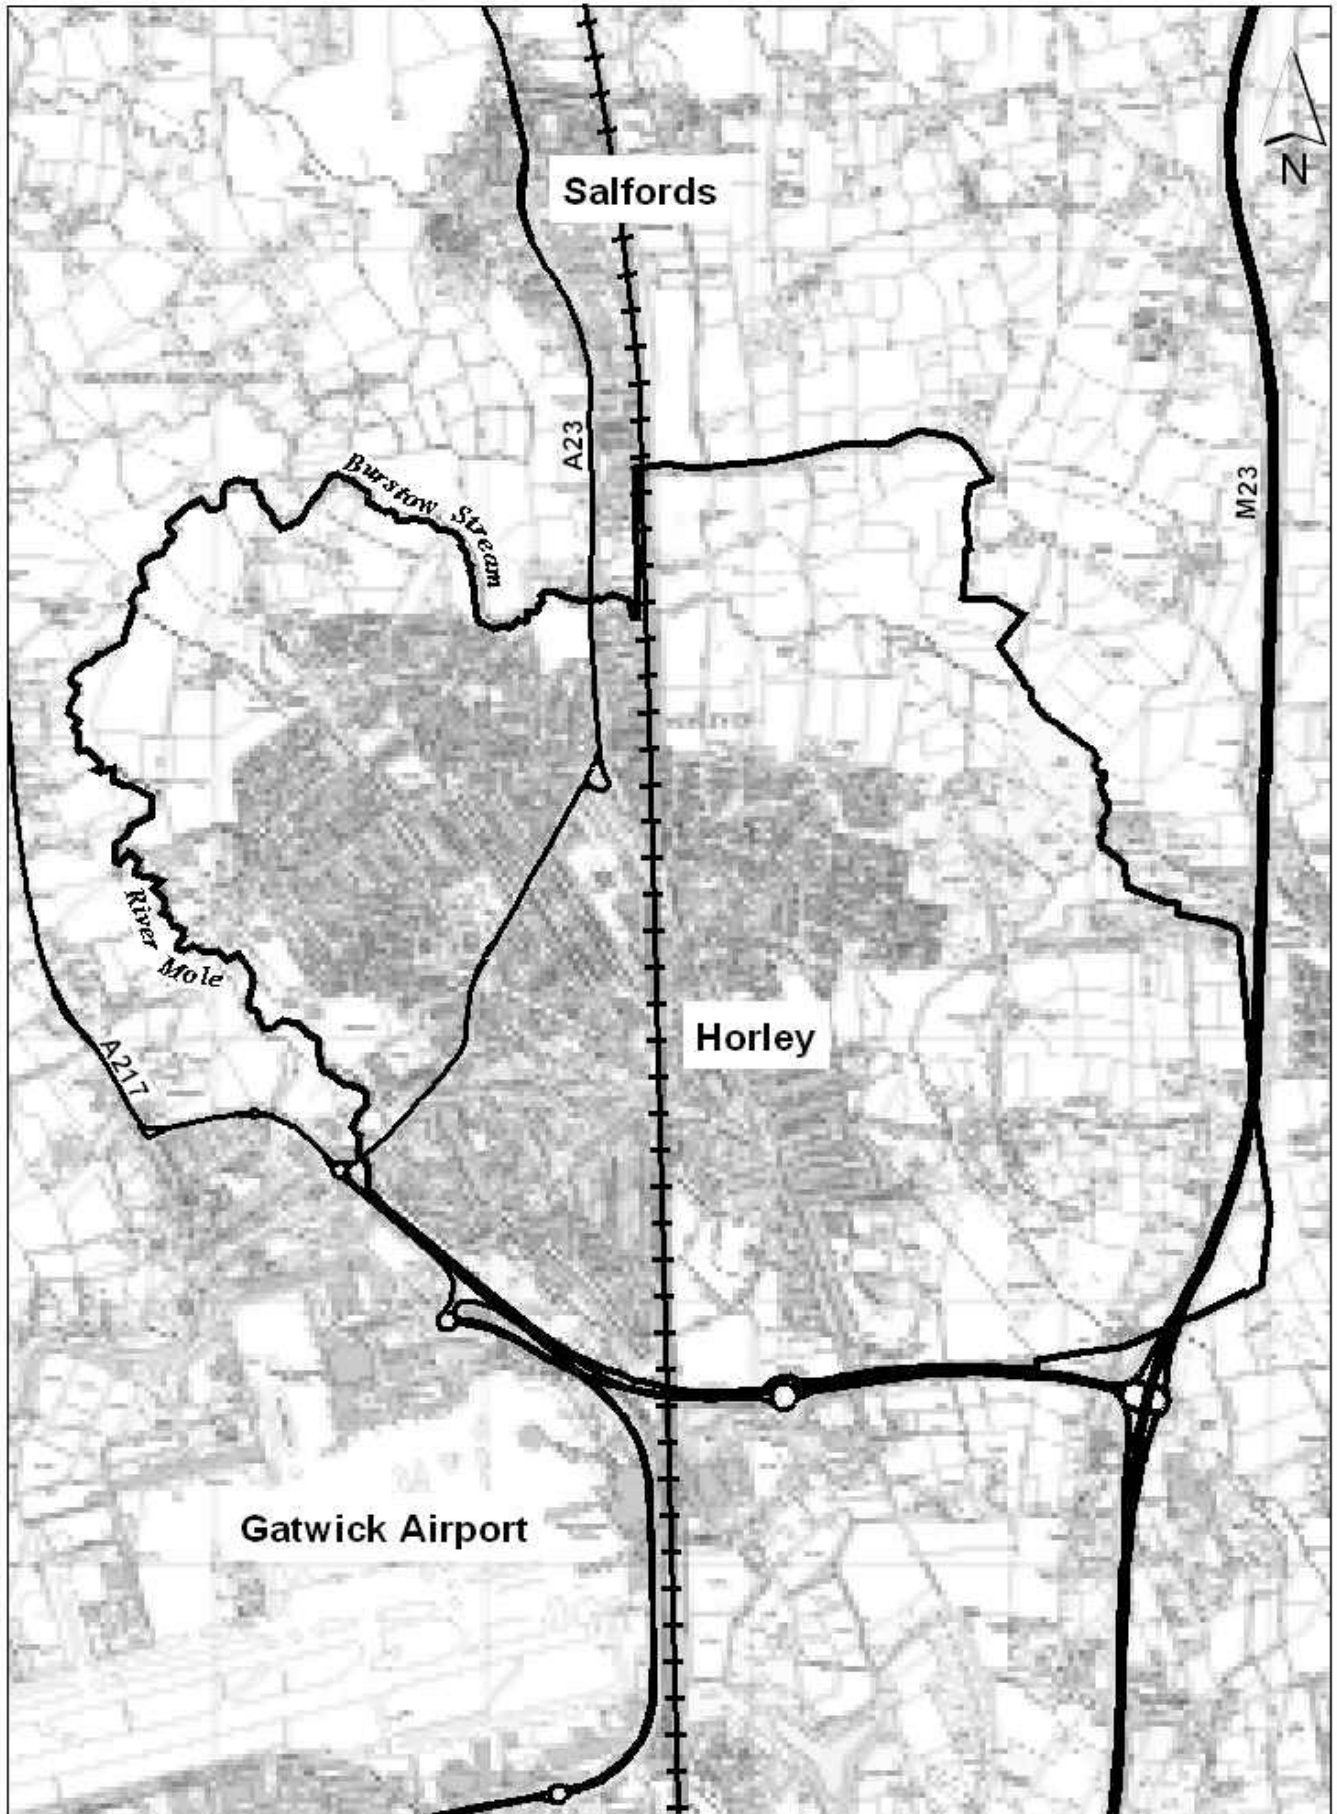 N
Salfords
A23
Burstow Stream
M23
River
Mole
Horley
A217
Gatwick Airport